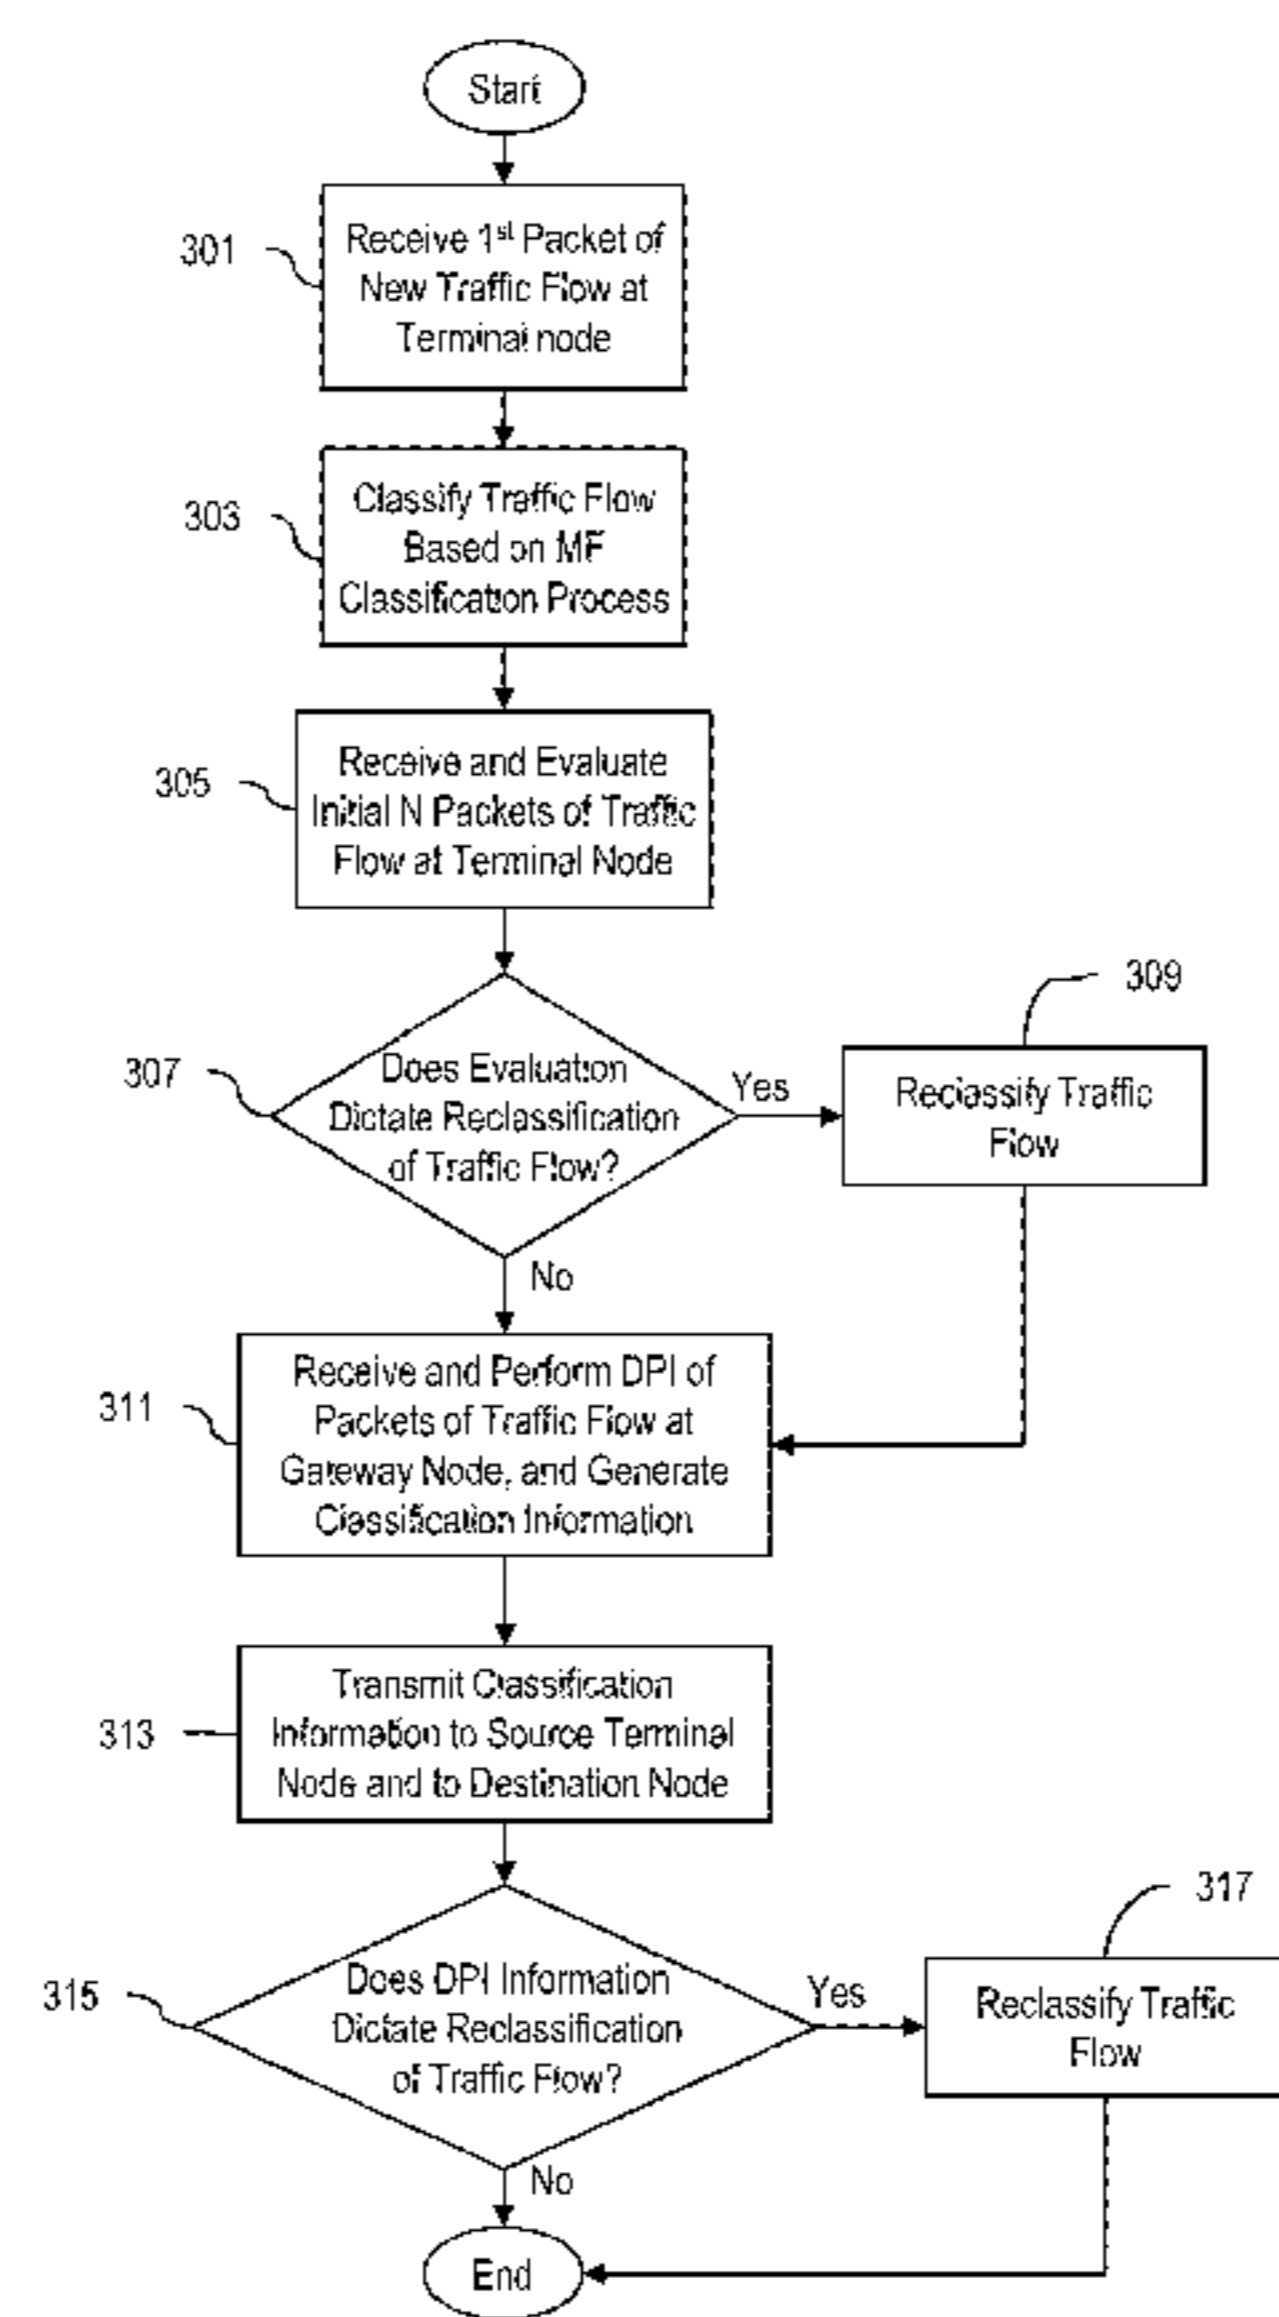 Start
301
Receive 1st Packet of
New Traffic Flow at
Terminal node
303
Classify Traffic Flow
Based on MF
Classification Process
305
Receive and Evaluate
Initial N Packets of Traffic
Flow at Terminal Node
307
Does Evaluation
Dictate Reclassification
of Traffic Flow?
Yes
309
Reclassify Traffic
Flow
No
311
Receive and Perform DPI of
Packets of Traffic Flow at
Gateway Node, and Generate
Classification Information
313
Transmit Classification
Information to Source Terminal
Node and to Destination Node
315
Does DPI Information
Dictate Reclassification
of Traffic Flow?
Yes
317
Reclassify Traffic
Flow
No
End